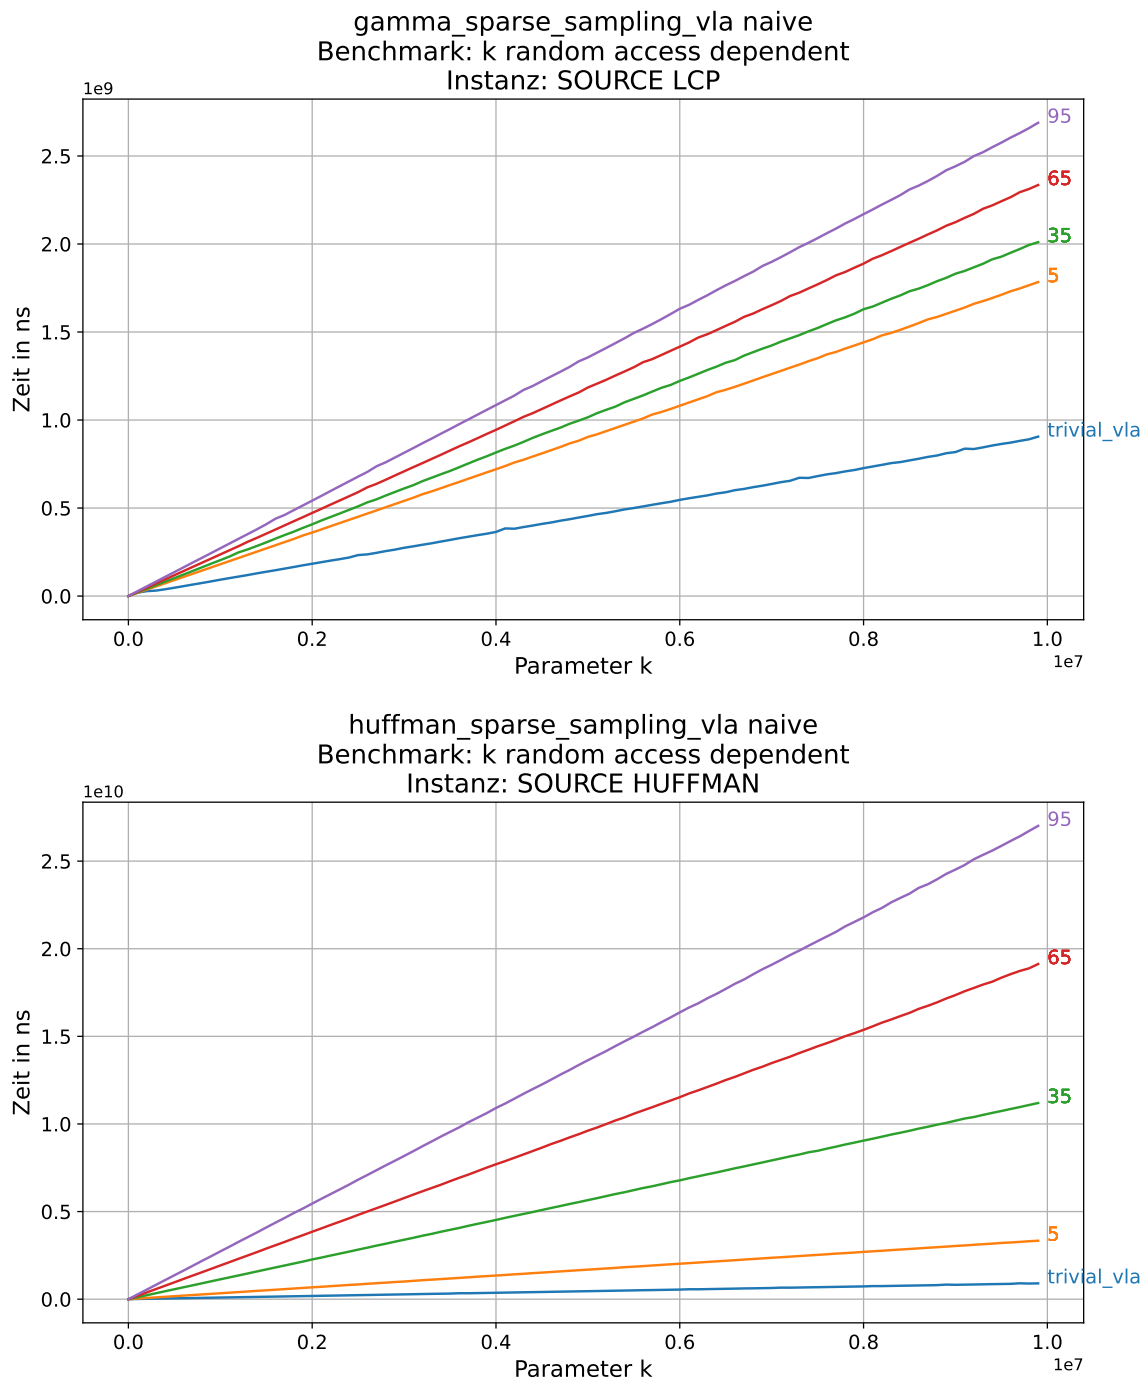 gamma_sparse_sampling_vla naive
Benchmark: k random access dependent
Instanz: SOURCE LCP
1e9
95
2.5
65
35
2.0
5
Zeit in ns
1.5
1.0
trivial_vla
0.5
0.0
0.0 0.2 0.4 0.6 0.8 1.0
Parameter k
1e7
huffman_sparse_sampling_vla naive
Benchmark: k random access dependent
Instanz: SOURCE HUFFMAN
1e10
95
2.5
65
2.0
Zeit in ns
1.5
35
1.0
0.5
5
trivial_vla
0.0
0.0 0.2 0.4 0.6 0.8 1.0
Parameter k
1e7